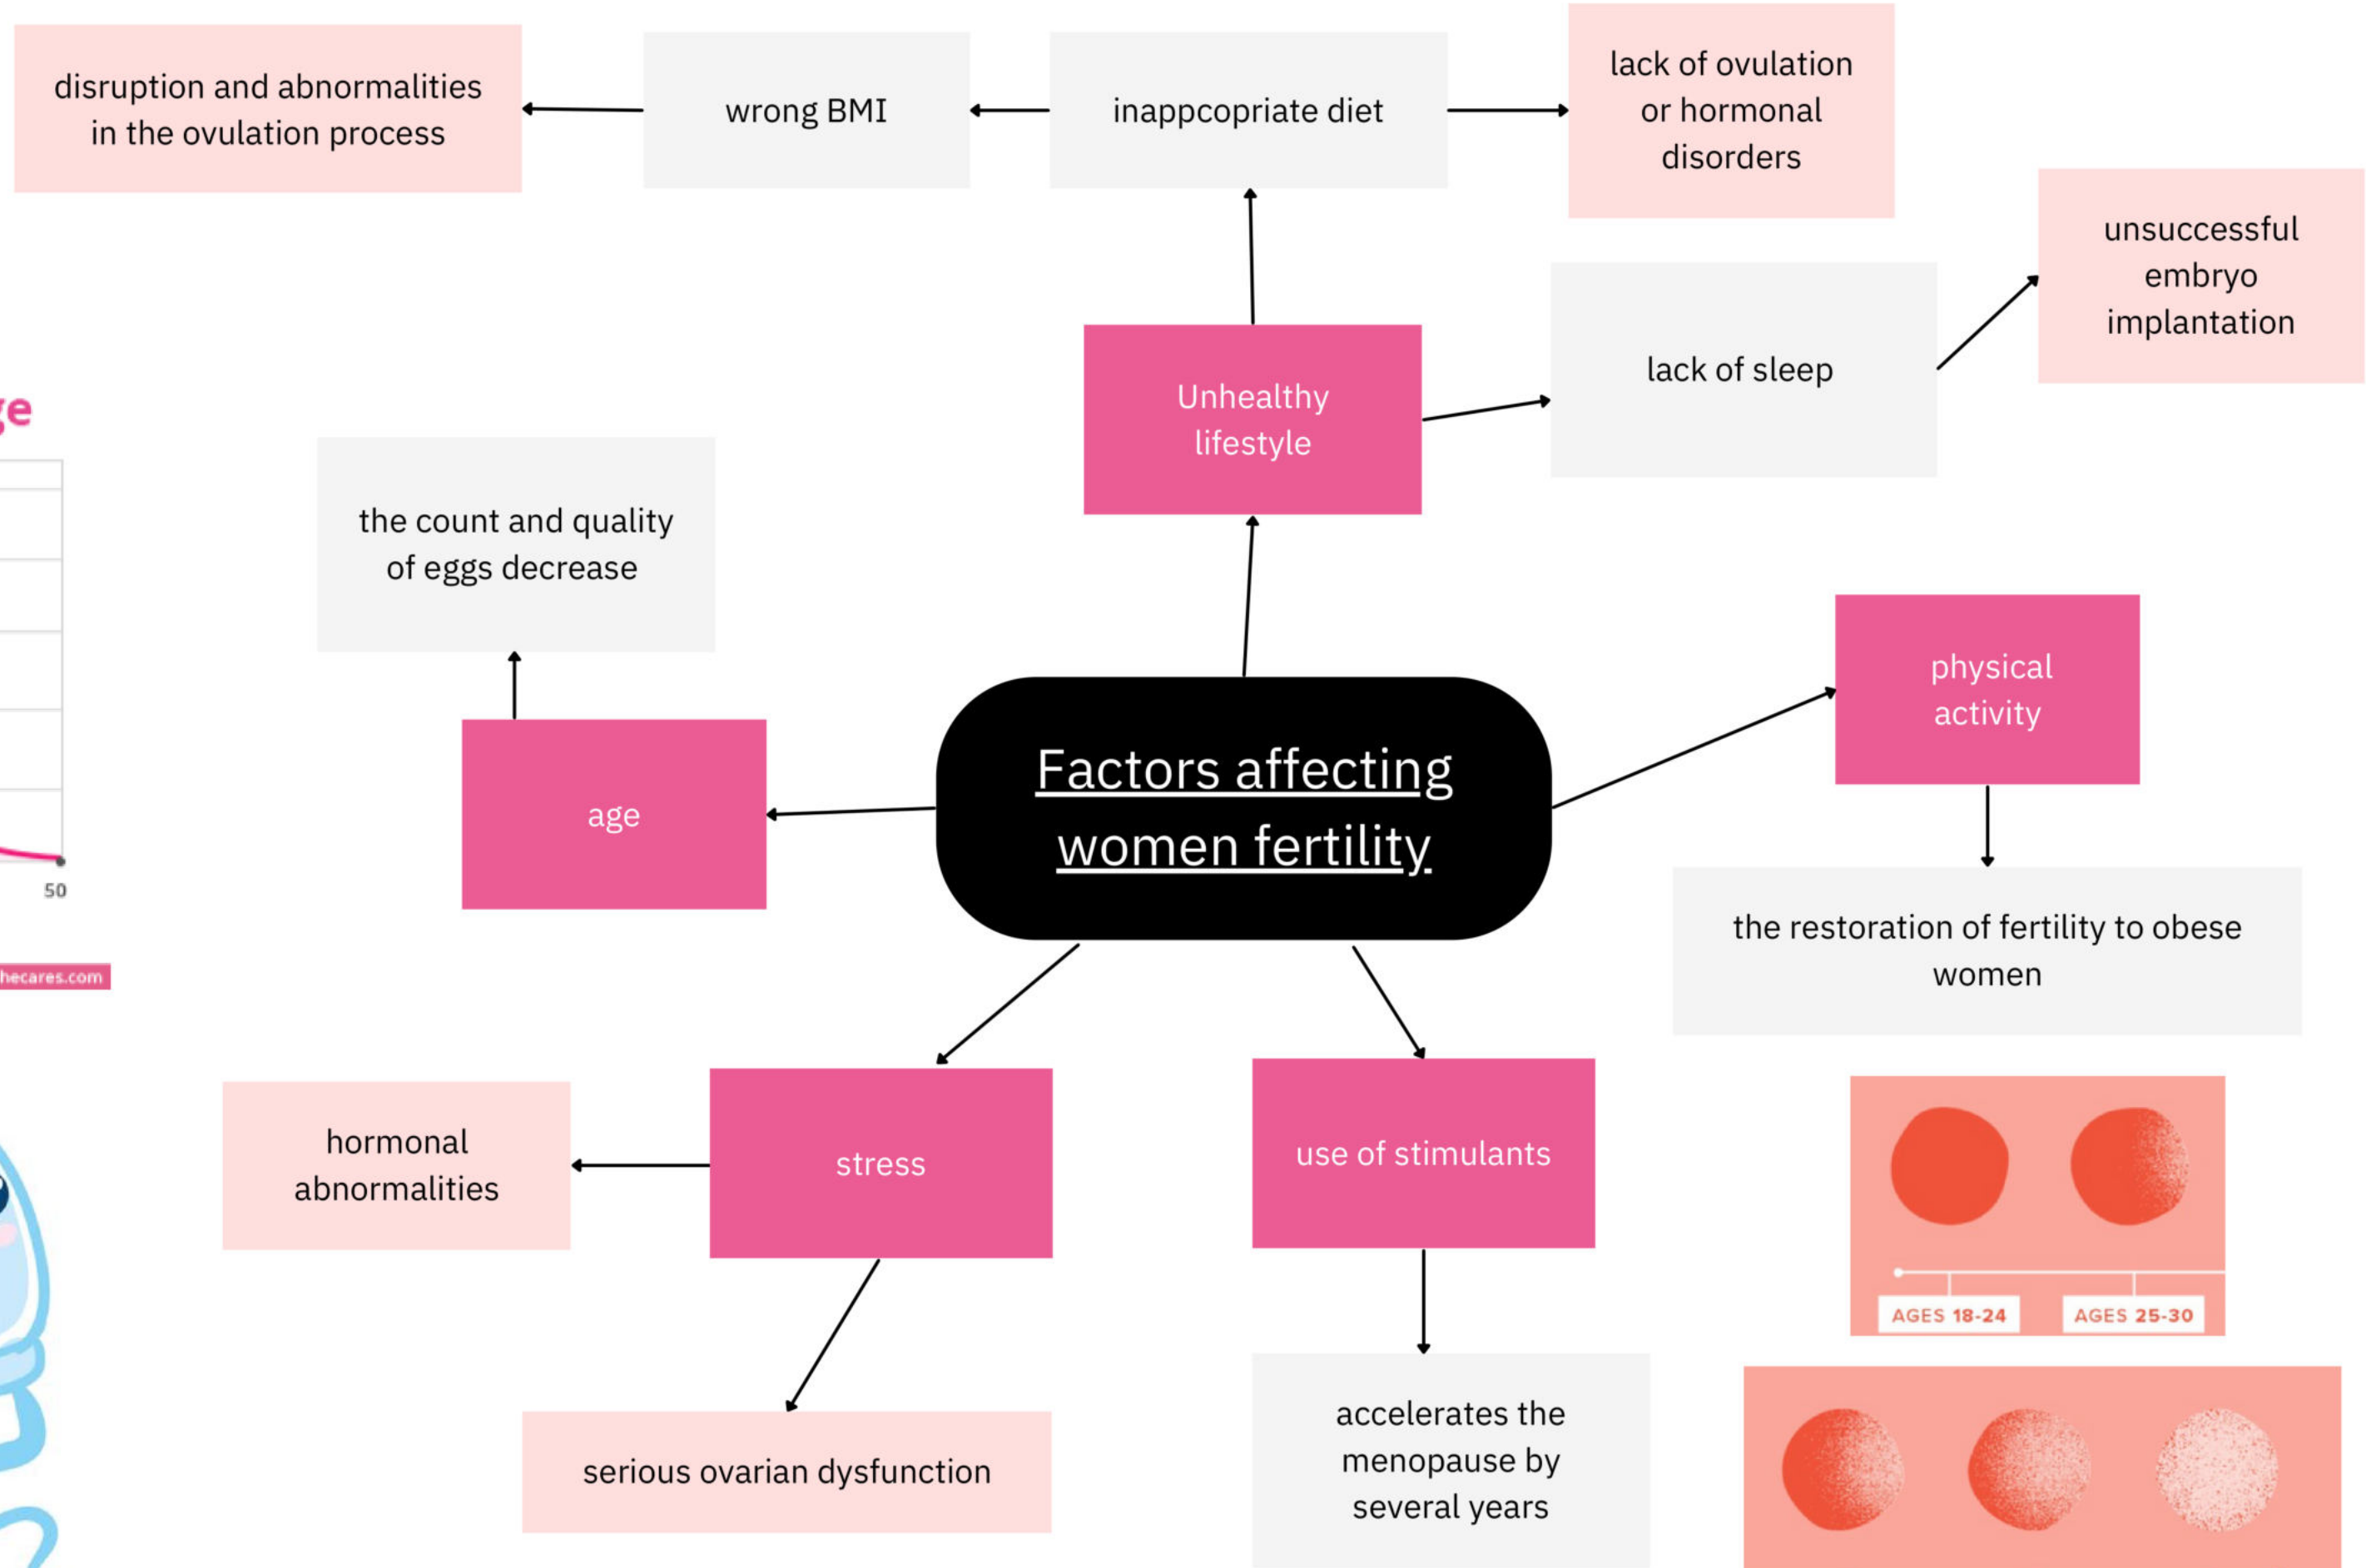 disruption and abnormalities
in the ovulation process
wrong BMI
inappcopriate diet
lack of ovulation
or hormonal
disorders
unsuccessful
embryo
implantation
lack of sleep
Unhealthy
lifestyle
the count and quality
of eggs decrease
physical
activity
Factors affecting
women fertility
age
50
the restoration of fertility to obese
women
hecares.com
hormonal
abnormalities
stress
use of stimulants
AGES 18-24
AGES 25-30
serious ovarian dysfunction
accelerates the
menopause by
several years